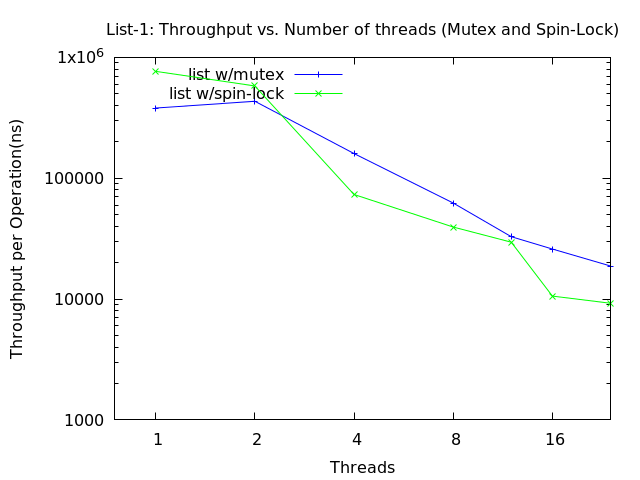 List-1: Throughput vs. Number of threads (Mutex and Spin-Lock)
1x10^6
list w/mutex
list w/spin-lock
100000
Throughput per Operation(ns)
10000
1000
1 2 4 8 16
Threads